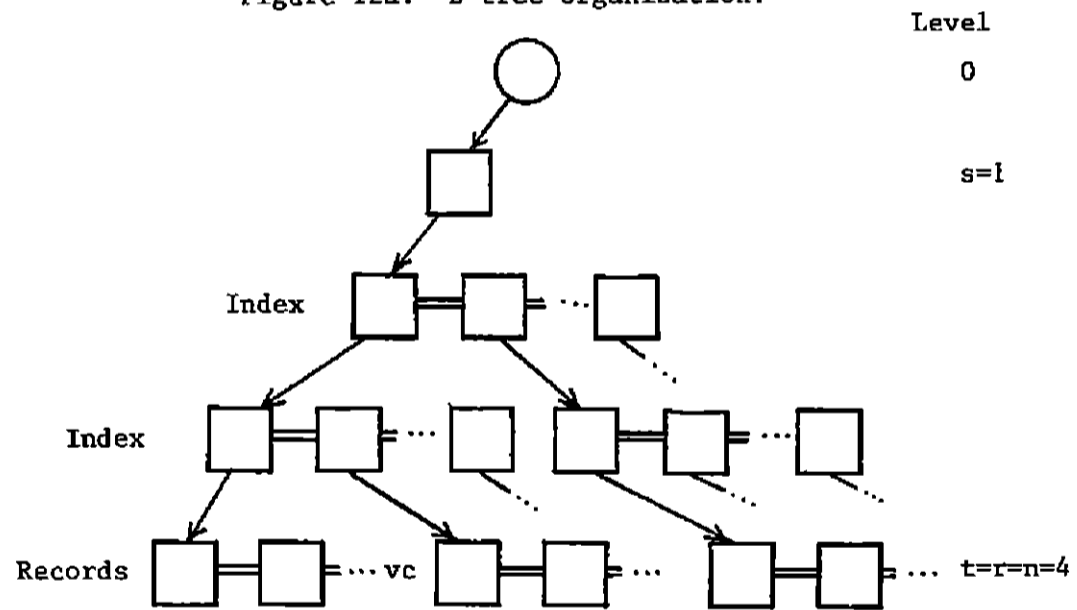 Level
0
s=1
Index
Index
Records
vc
t=r=n=4